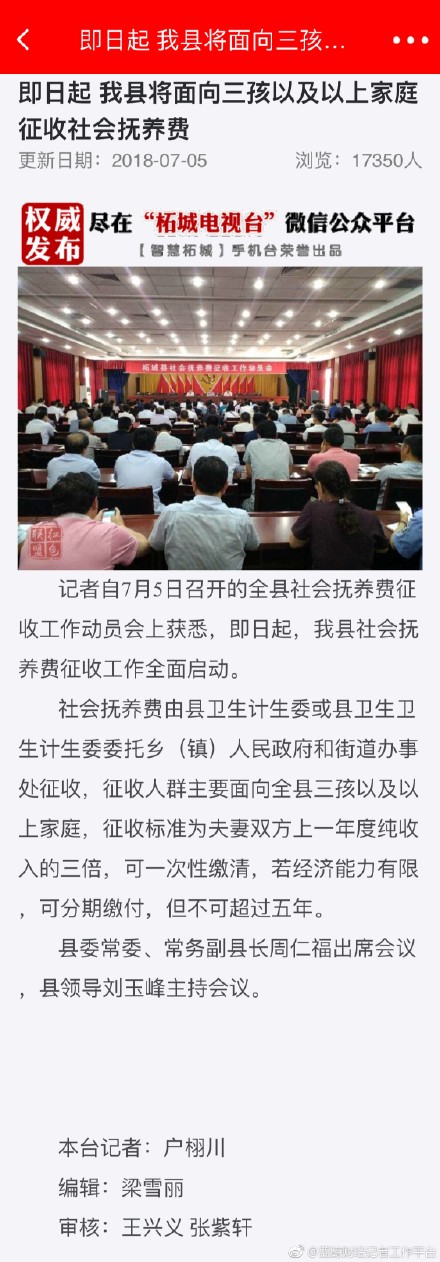 即日起 我县将面向三孩...
即日起 我县将面向三孩以及以上家庭
征收社会抚养费
更新日期：2018-07-05 浏览：17350人
权威
发布
尽在“柘城电视台”微信公众平台
【智慧柘城】手机台荣誉出品
柘城县社会抚养费征收工作动员会
记者自7月5日召开的全县社会抚养费征
收工作动员会上获悉，即日起，我县社会抚
养费征收工作全面启动。
社会抚养费由县卫生计生委或县卫生卫
生计生委委托乡（镇）人民政府和街道办事
处征收，征收人群主要面向全县三孩以及以
上家庭，征收标准为夫妻双方上一年度纯收
入的三倍，可一次性缴清，若经济能力有限
，可分期缴付，但不可超过五年。
县委常委、常务副县长周仁福出席会议
，县领导刘玉峰主持会议。
本台记者：户栩川
编辑：梁雪丽
审核：王兴义 张紫轩